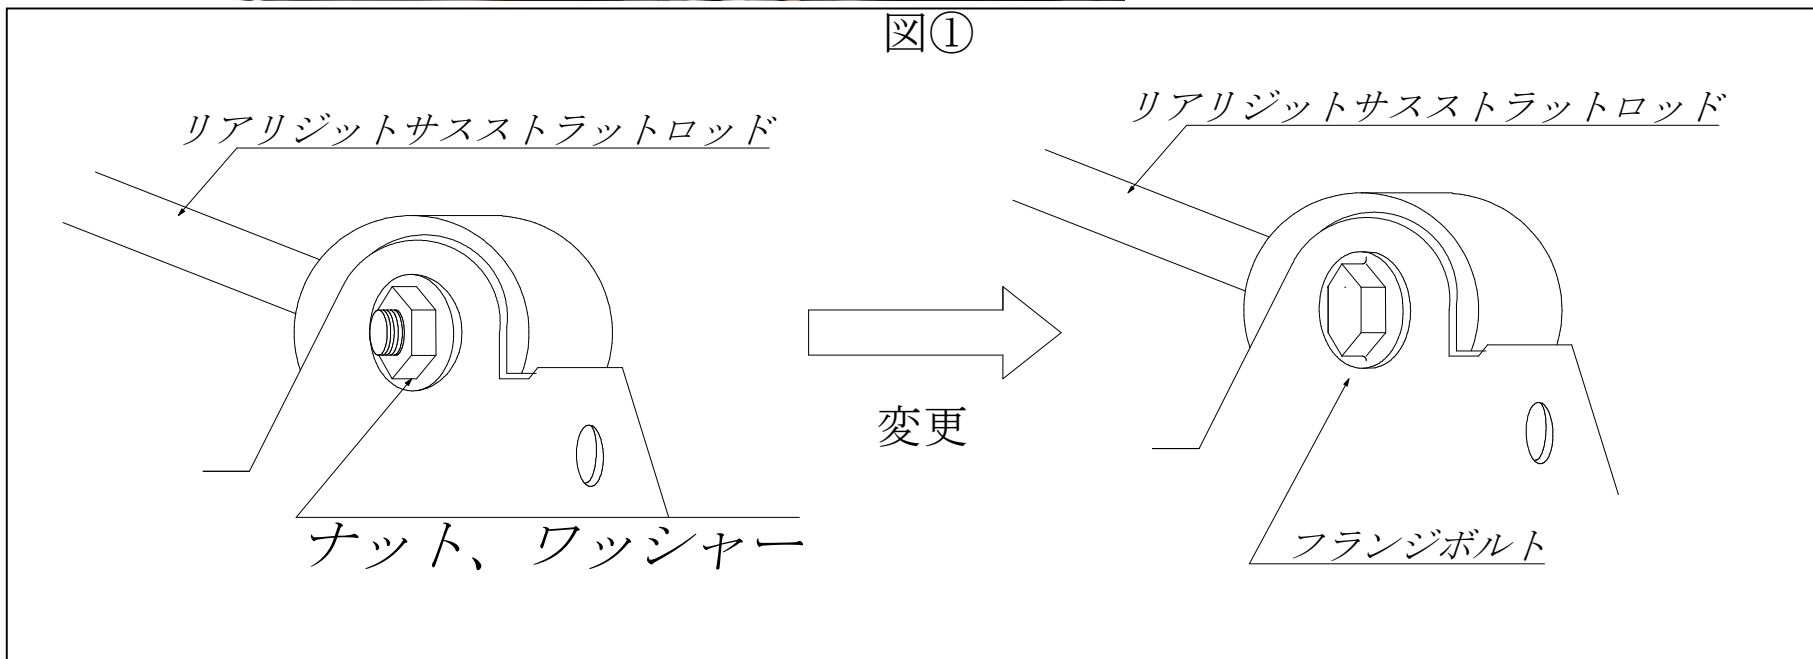 図①
リアリジットサスストラットロッド
リアリジットサスストラットロッド
変更
ナット、ワッシャー
フランジボルト